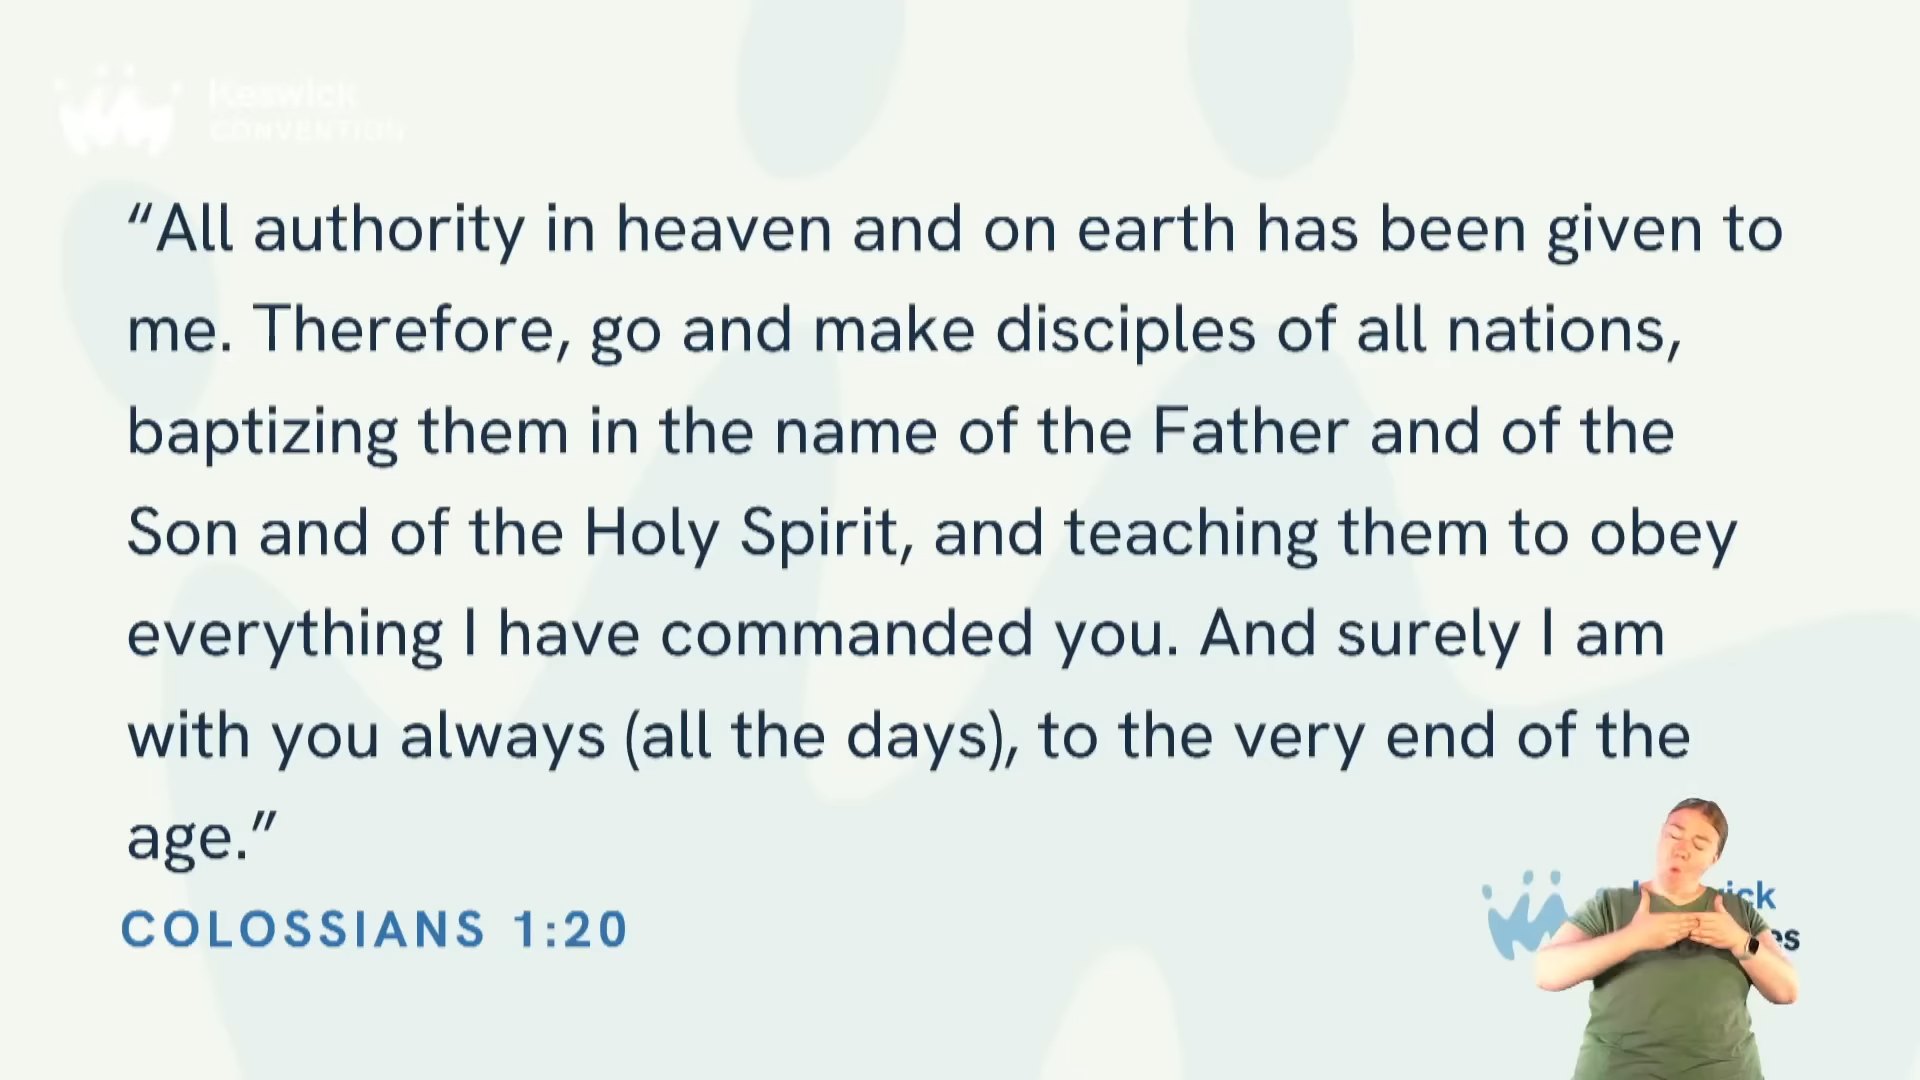 Keswick
CONVENTION
“All authority in heaven and on earth has been given to
me. Therefore, go and make disciples of all nations,
baptizing them in the name of the Father and of the
Son and of the Holy Spirit, and teaching them to obey
everything I have commanded you. And surely I am
with you always (all the days), to the very end of the
age.”
COLOSSIANS 1:20